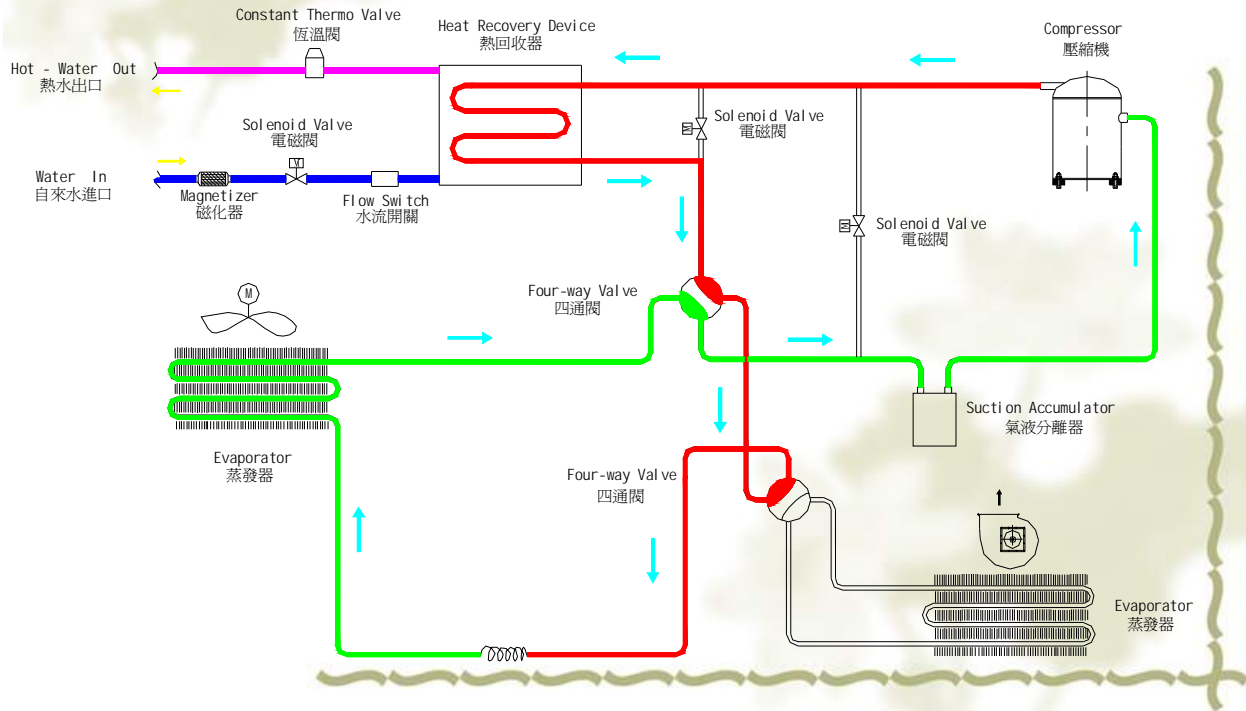 Constant Thermo Valve
恆溫閥
Heat Recovery Device
熱回收器
Compressor
壓縮機
Hot - Water Out
熱水出口
Solenoid Valve
電磁閥
M
Solenoid Valve
電磁閥
Water In
自來水進口
Magnetizer
磁化器
Flow Switch
水流開關
M
Solenoid Valve
電磁閥
Four-way Valve
四通閥
M
Suction Accumulator
氣液分離器
Evaporator
蒸發器
Four-way Valve
四通閥
Evaporator
蒸發器